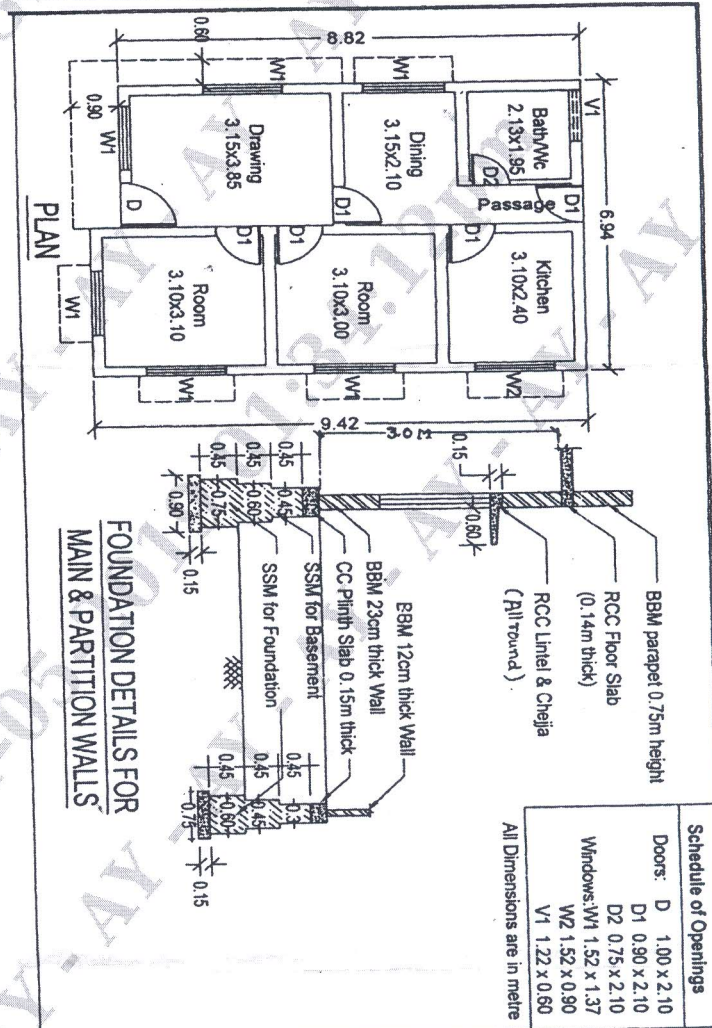 8.82
0.60
W1
W1
V1
0.90
W1
Drawing
3.15x3.85
Dining
3.15x2.10
Bath/Wc
2.13x1.95
D2
D
D1
Passage
D1
6.94
PLAN
D1
D1
D1
Room
3.10x3.10
Room
3.10x3.00
Kitchen
3.10x2.40
W1
W1
W1
W2
9.42
3.0 M
0.15
0.60
BBM parapet 0.75m height
RCC Floor Slab
(0.14m thick)
RCC Lintel & Chejja
(All round).
BBM 12cm thick Wall
BBM 23cm thick Wall
CC Plinth Slab 0.15m thick
SSM for Basement
SSM for Foundation
0.45
0.45
0.45
0.45
0.60
0.75
0.90
0.15
0.45
0.45
0.45
0.3
0.45
0.60
0.75
0.15
FOUNDATION DETAILS FOR
MAIN & PARTITION WALLS
Schedule of Openings
Doors: D 1.00 x 2.10
D1 0.90 x 2.10
D2 0.75 x 2.10
Windows:W1 1.52 x 1.37
W2 1.52 x 0.90
V1 1.22 x 0.60
All Dimensions are in metre